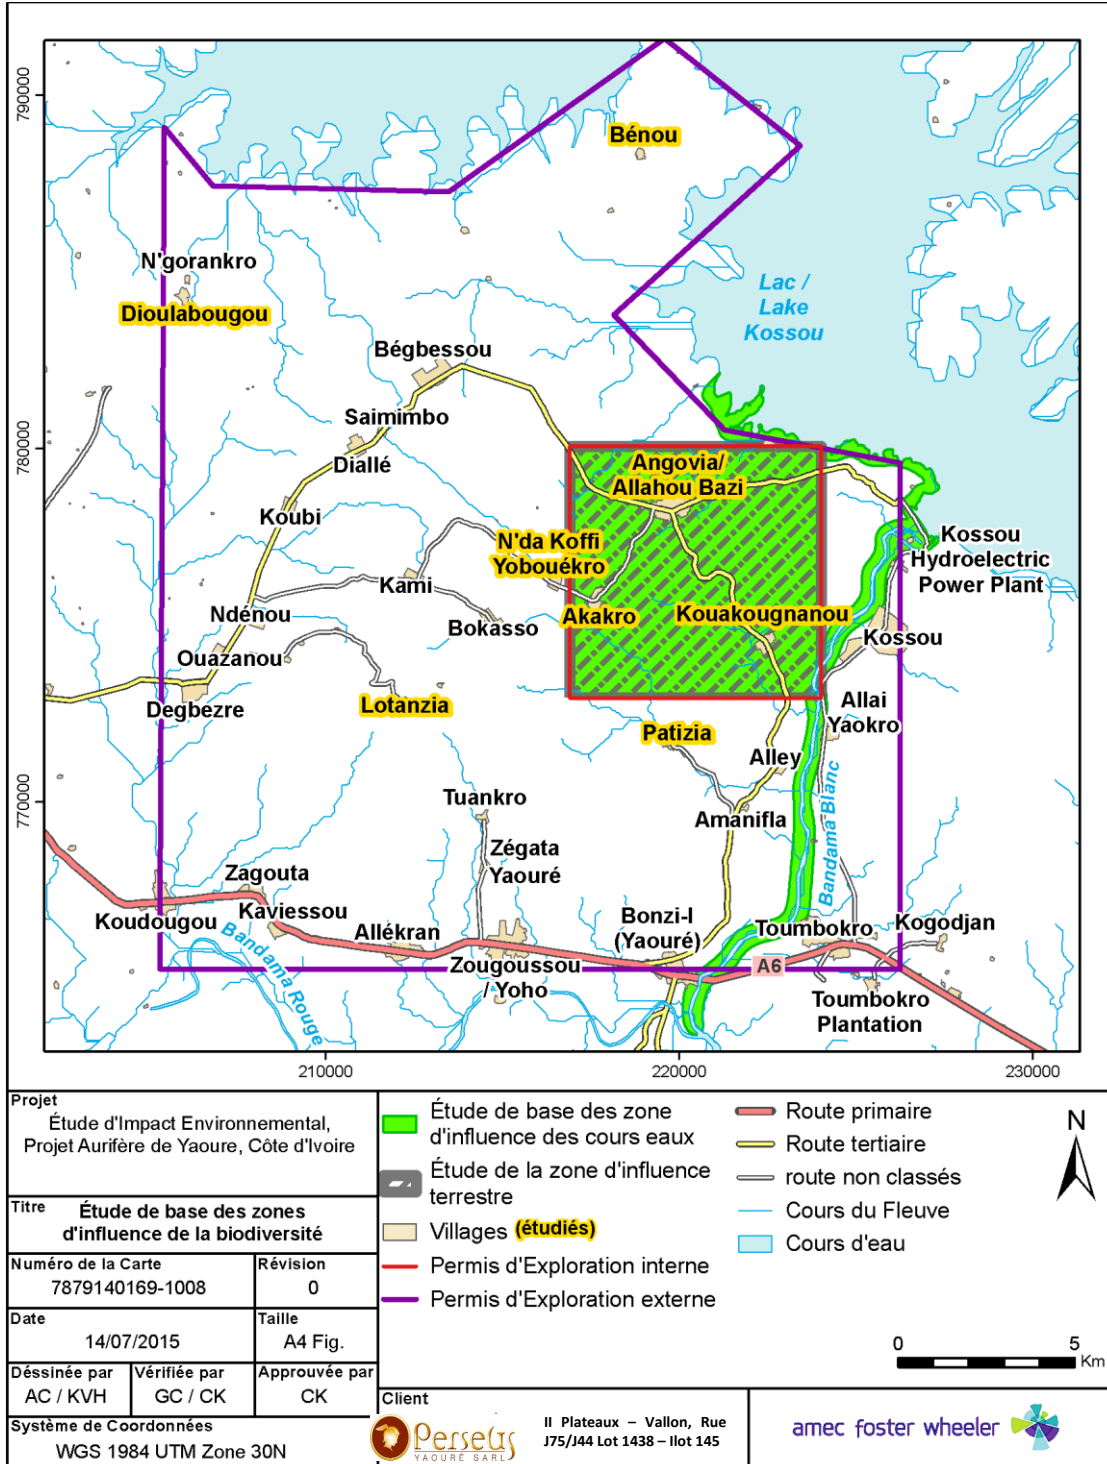 790000
780000
770000
210000
220000
230000
Bénou
N'gorankro
Dioulabougou
Lac /
Lake
Kossou
Bégbessou
Saimimbo
Diallé
Angovia/
Allahou Bazi
Koubi
N'da Koffi
Yobouékro
Kossou
Hydroelectric
Power Plant
Kami
Akakro
Kouakougnanou
Ndénou
Bokasso
Kossou
Ouazanou
Degbezre
Lotanzia
Allai
Yaokro
Patizia
Alley
Tuankro
Amanifla
Bandama Blanc
Zégata
Yaouré
Zagouta
Koudougou
Kaviessou
Bandama Rouge
Allékran
Bonzi-I
(Yaouré)
Toumbokro
Kogodjan
Zougoussou
/ Yoho
A6
Toumbokro
Plantation
Projet
Étude d'Impact Environnemental,
Projet Aurifère de Yaoure, Côte d'Ivoire
Titre
Étude de base des zones
d'influence de la biodiversité
Numéro de la Carte
7879140169-1008
Révision
0
Date
14/07/2015
Taille
A4 Fig.
Déssinée par
AC / KVH
Vérifiée par
GC / CK
Approuvée par
CK
Système de Coordonnées
WGS 1984 UTM Zone 30N
Étude de base des zone
d'influence des cours eaux
Étude de la zone d'influence
terrestre
Villages (étudiés)
Permis d'Exploration interne
Permis d'Exploration externe
Route primaire
Route tertiaire
route non classés
Cours du Fleuve
Cours d'eau
N
0 5
Km
Client
Perseus
YAOURÉ SARL
II Plateaux – Vallon, Rue
J75/J44 Lot 1438 – Ilot 145
amec foster wheeler